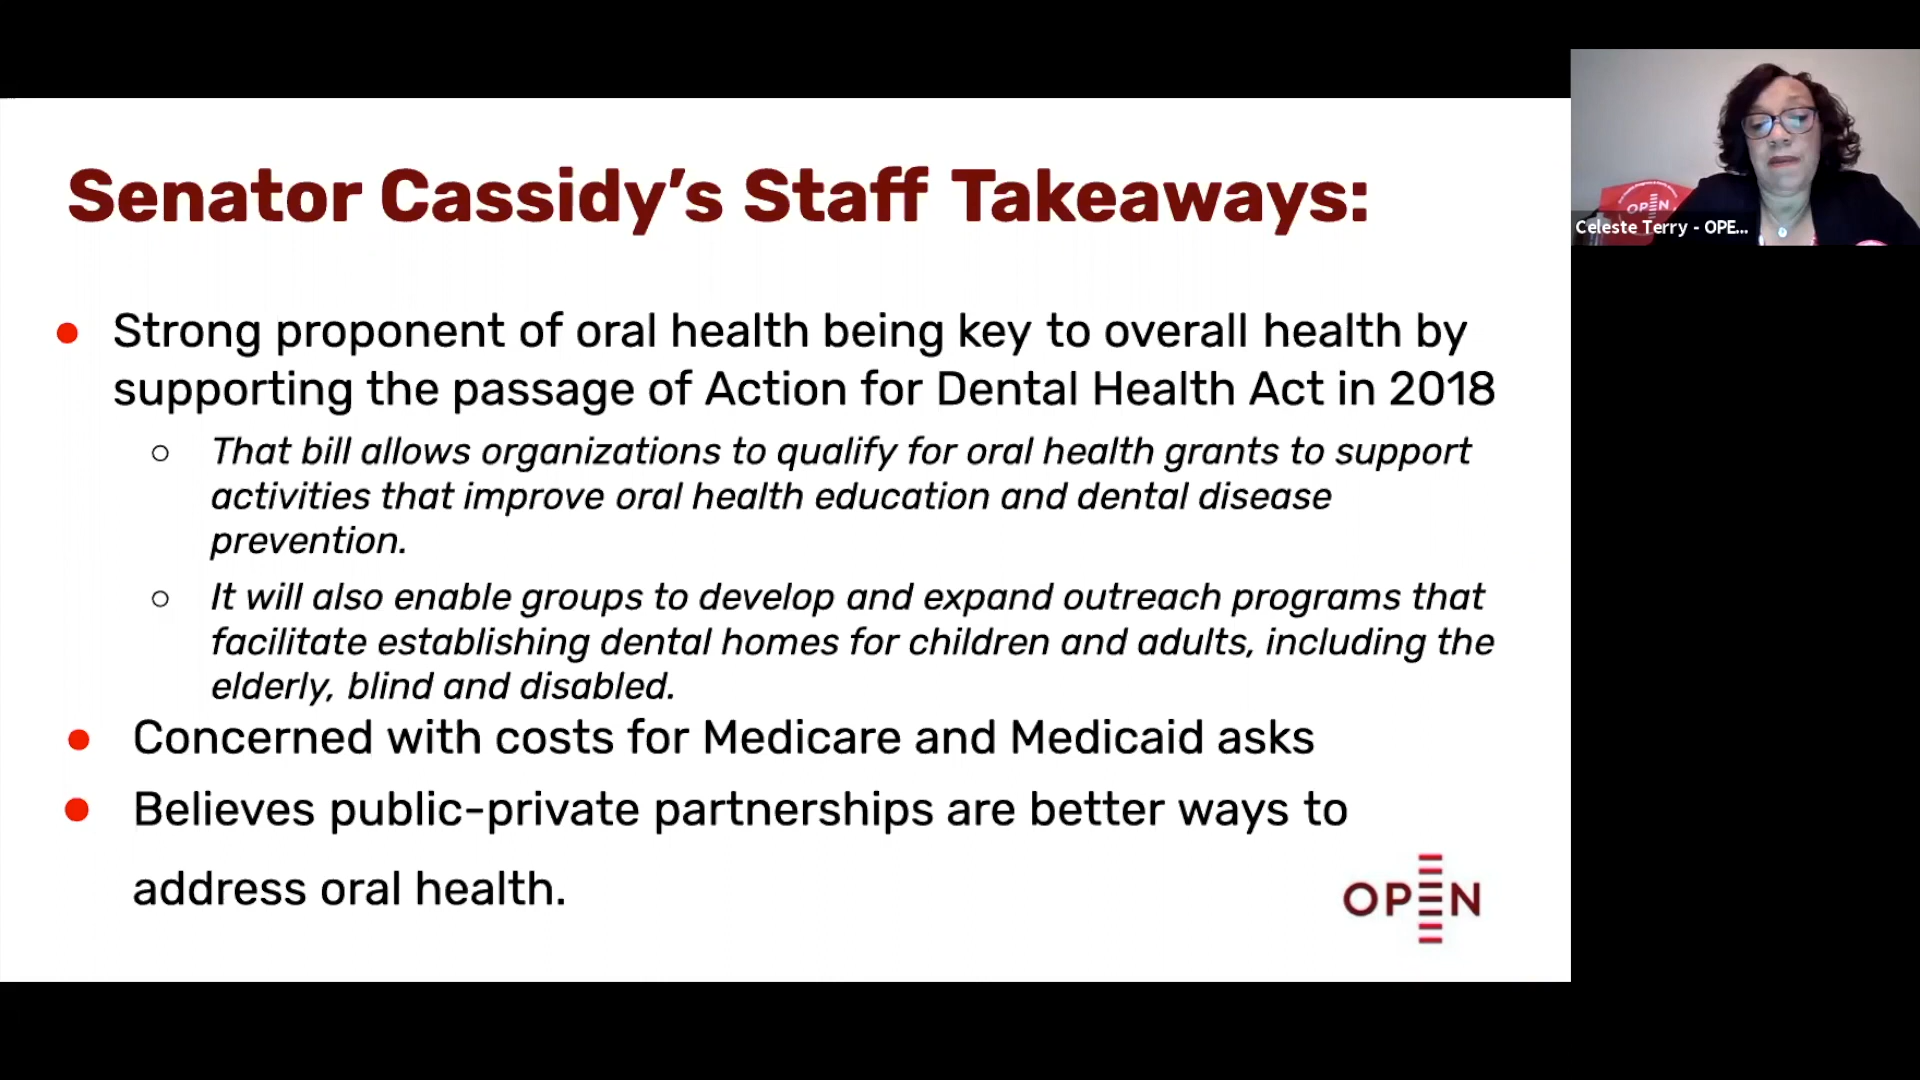 Senator Cassidy's Staff Takeaways:
● Strong proponent of oral health being key to overall health by
supporting the passage of Action for Dental Health Act in 2018
○ That bill allows organizations to qualify for oral health grants to support
activities that improve oral health education and dental disease
prevention.
○ It will also enable groups to develop and expand outreach programs that
facilitate establishing dental homes for children and adults, including the
elderly, blind and disabled.
● Concerned with costs for Medicare and Medicaid asks
● Believes public-private partnerships are better ways to
address oral health.
OPEN
OPEN
Celeste Terry - OPE...